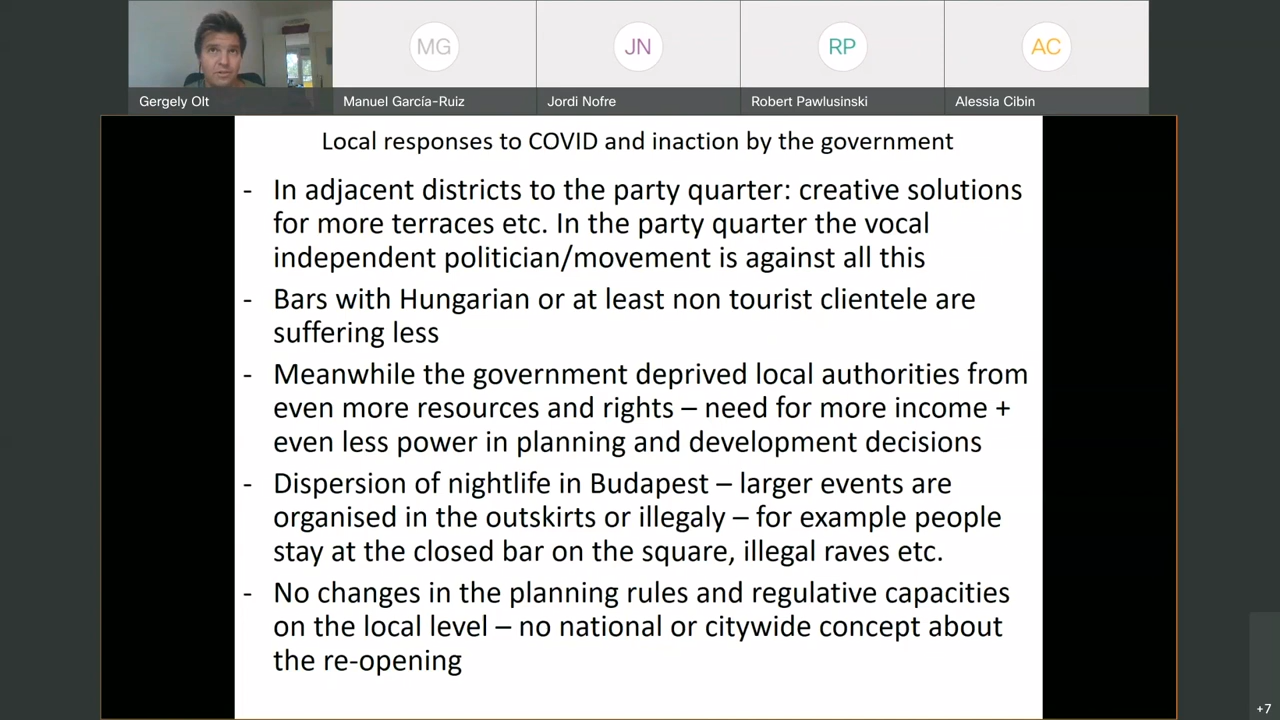 MG
JN
RP
AC
Gergely Olt
Manuel García-Ruiz
Jordi Nofre
Robert Pawlusinski
Alessia Cibin
Local responses to COVID and inaction by the government
- In adjacent districts to the party quarter: creative solutions
for more terraces etc. In the party quarter the vocal
independent politician/movement is against all this
- Bars with Hungarian or at least non tourist clientele are
suffering less
- Meanwhile the government deprived local authorities from
even more resources and rights – need for more income +
even less power in planning and development decisions
- Dispersion of nightlife in Budapest – larger events are
organised in the outskirts or illegaly – for example people
stay at the closed bar on the square, illegal raves etc.
- No changes in the planning rules and regulative capacities
on the local level – no national or citywide concept about
the re-opening
+7